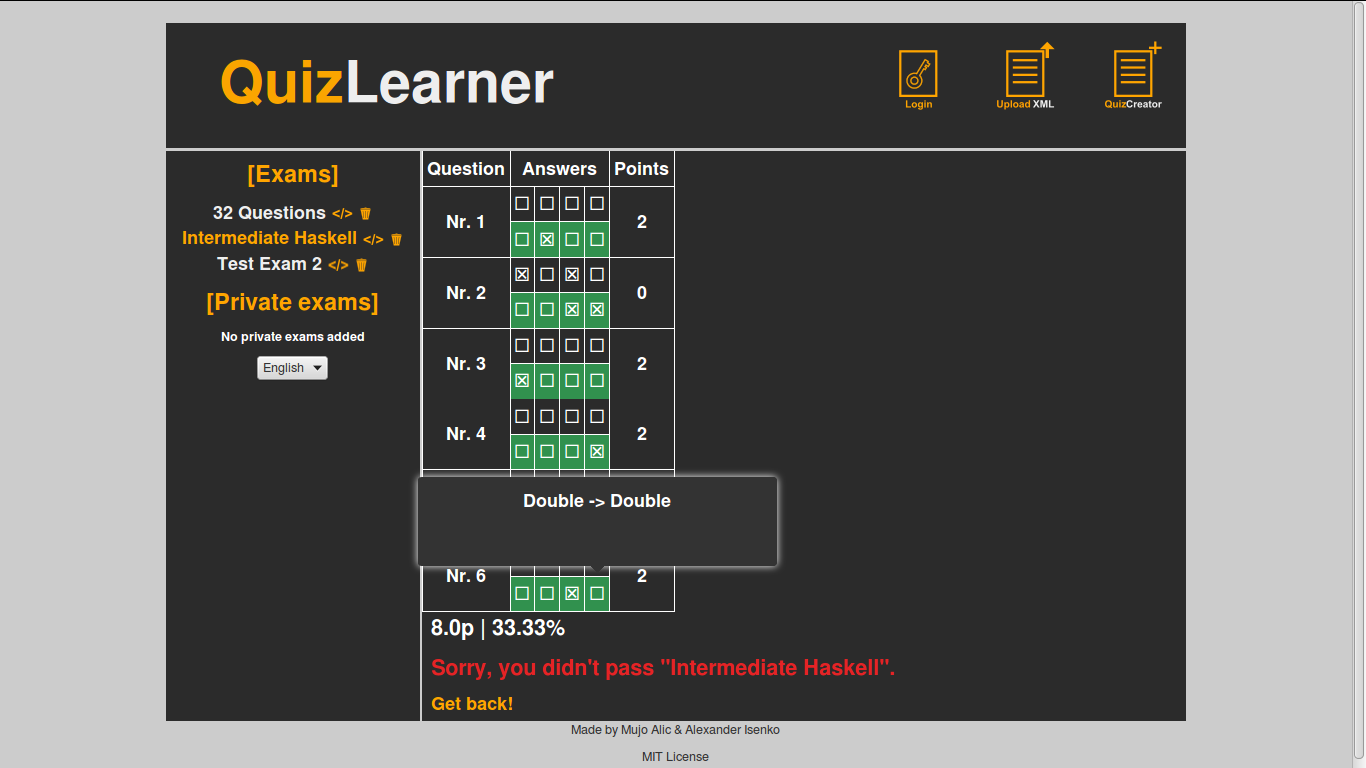 QuizLearner
Login
Upload XML
QuizCreator
[Exams]
32 Questions </>
Intermediate Haskell </>
Test Exam 2 </>
[Private exams]
No private exams added
English
Question Answers Points
Nr. 1 2
Nr. 2 0
Nr. 3 2
Nr. 4 2
Double -> Double
Nr. 6 2
8.0p | 33.33%
Sorry, you didn't pass "Intermediate Haskell".
Get back!
Made by Mujo Alic & Alexander Isenko
MIT License